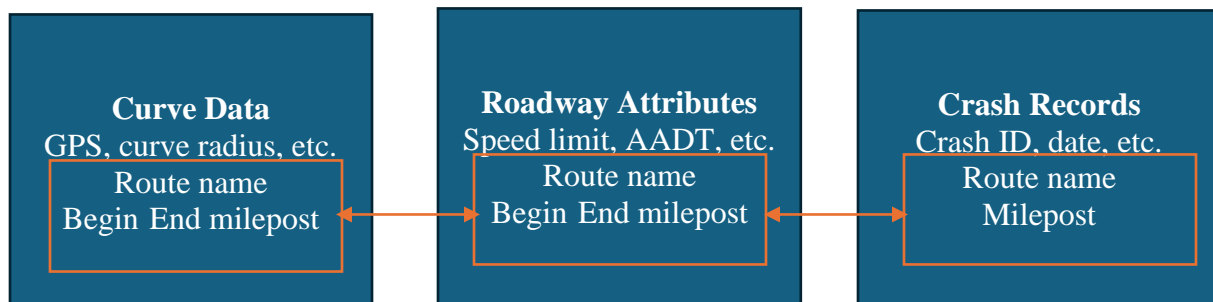 Curve Data
GPS, curve radius, etc.
Route name
Begin End milepost
Roadway Attributes
Speed limit, AADT, etc.
Route name
Begin End milepost
Crash Records
Crash ID, date, etc.
Route name
Milepost